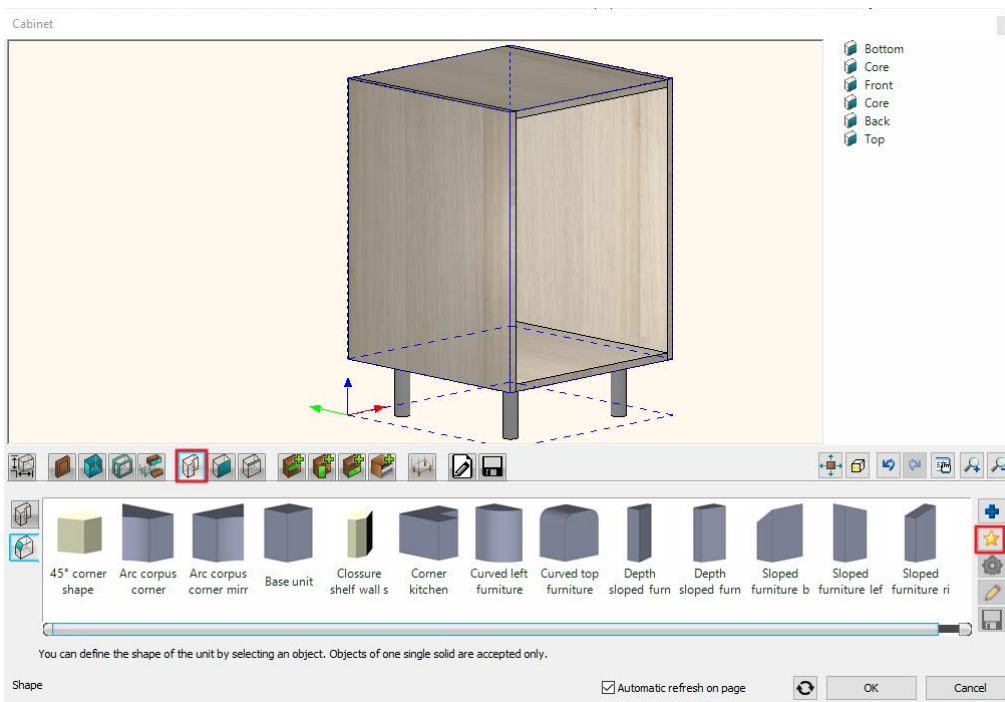 Cabinet
Bottom
Core
Front
Core
Back
Top
45° corner
shape
Arc corpus
corner
Arc corpus
corner mirr
Base unit
Clossure
shelf wall s
Corner
kitchen
Curved left
furniture
Curved top
furniture
Depth
sloped furn
Depth
sloped furn
Sloped
furniture b
Sloped
furniture lef
Sloped
furniture ri
You can define the shape of the unit by selecting an object. Objects of one single solid are accepted only.
Shape
Automatic refresh on page
OK
Cancel